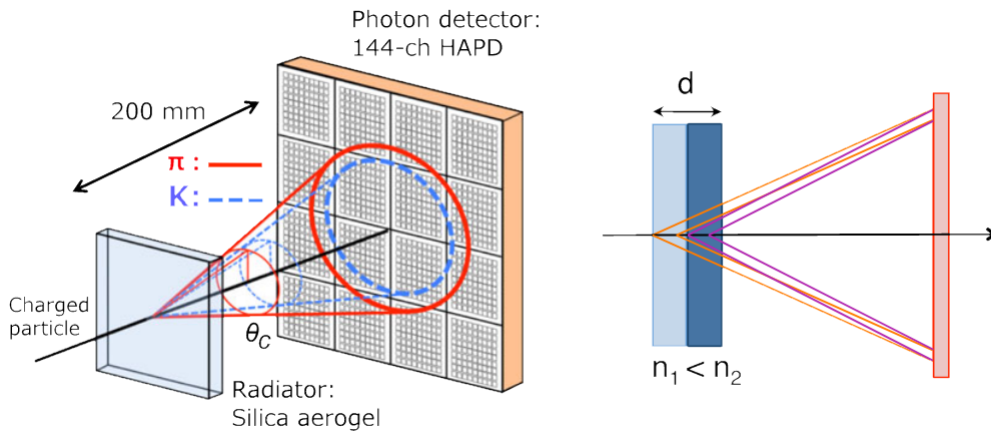 Photon detector:
144-ch HAPD
200 mm
π :
K:
Charged
particle
θC
Radiator:
Silica aerogel
d
n₁ < n₂